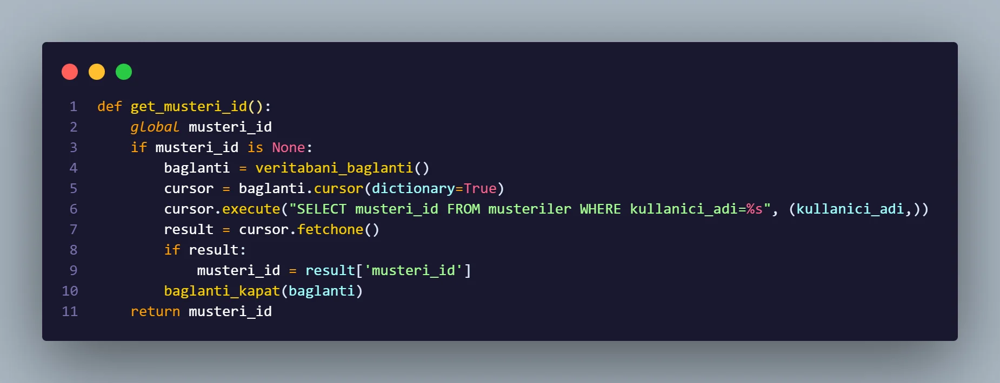 1 def get_musteri_id():
2     global musteri_id
3     if musteri_id is None:
4         baglanti = veritabani_baglanti()
5         cursor = baglanti.cursor(dictionary=True)
6         cursor.execute("SELECT musteri_id FROM musteriler WHERE kullanici_adi=%s", (kullanici_adi,))
7         result = cursor.fetchone()
8         if result:
9             musteri_id = result['musteri_id']
10         baglanti_kapat(baglanti)
11     return musteri_id